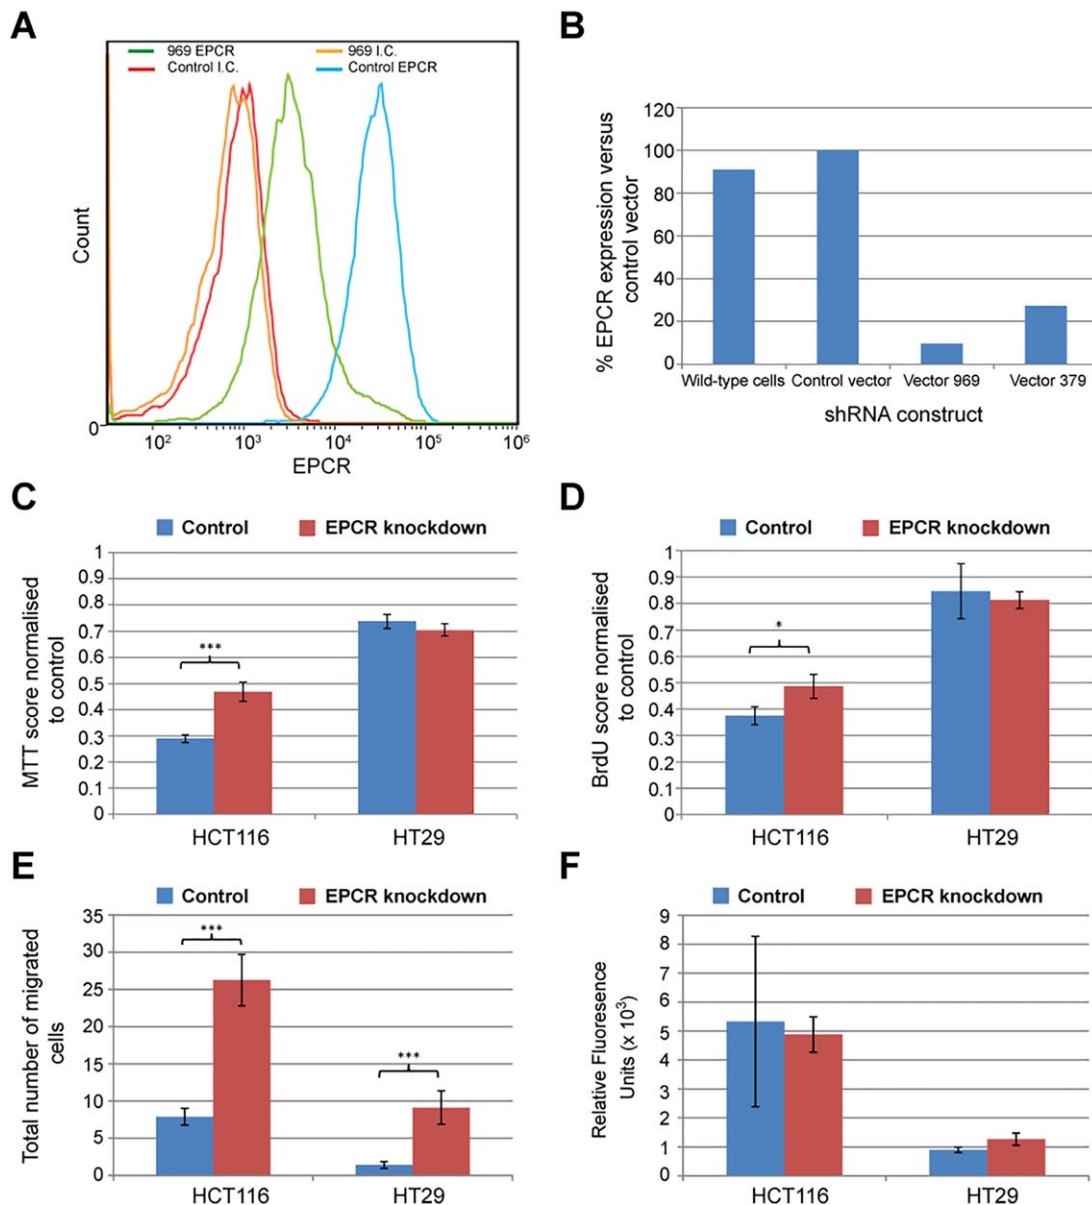 A
969 EPCR
969 I.C.
Control I.C.
Control EPCR
Count
0
10² 10³ 10⁴ 10⁵ 10⁶
EPCR
B
% EPCR expression versus
control vector
120
100
80
60
40
20
0
Wild-type cells Control vector Vector 969 Vector 379
shRNA construct
C
Control EPCR knockdown
MTT score normalised
to control
1
0.9
0.8
0.7
0.6
0.5
0.4
0.3
0.2
0.1
0
***
HCT116 HT29
D
Control EPCR knockdown
BrdU score normalised
to control
1
0.9
0.8
0.7
0.6
0.5
0.4
0.3
0.2
0.1
0
*
HCT116 HT29
E
Control EPCR knockdown
Total number of migrated
cells
35
30
25
20
15
10
5
0
***
***
HCT116 HT29
F
Control EPCR knockdown
Relative Fluoresence
Units (x 10³)
9
8
7
6
5
4
3
2
1
0
HCT116 HT29